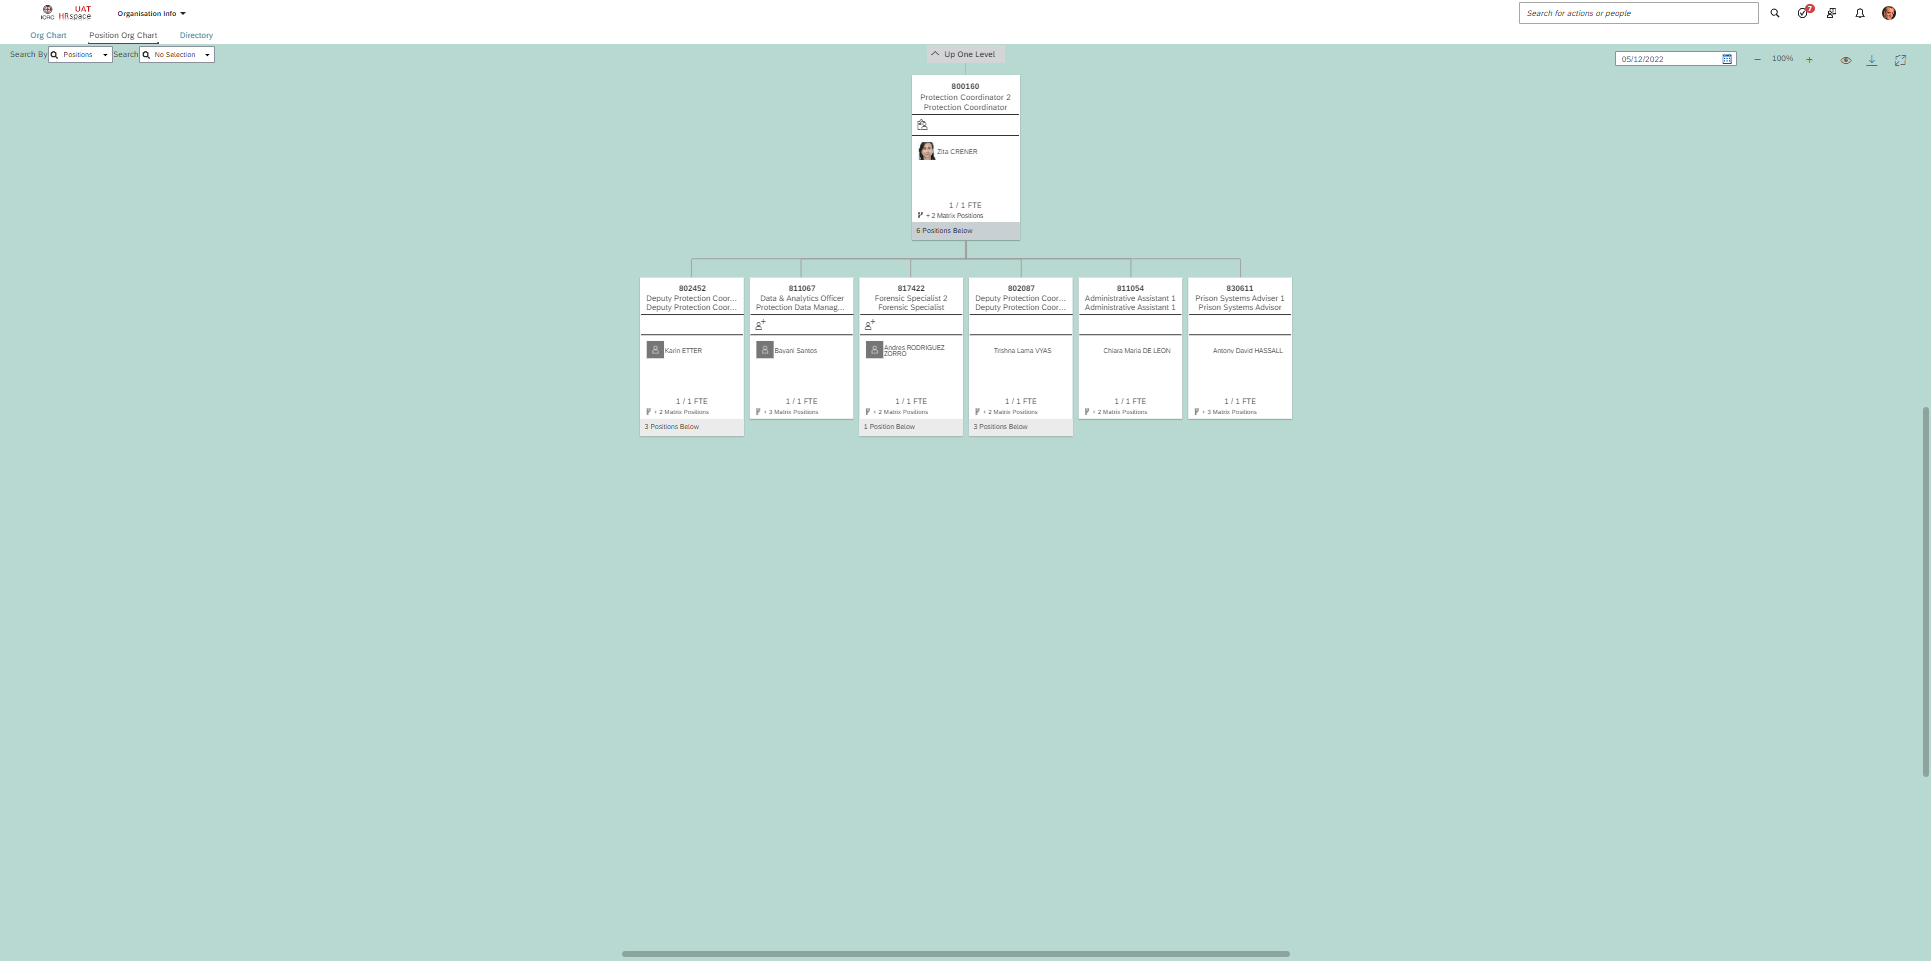 ICRC
UAT
HRspace
Organisation Info
Search for actions or people
7
Org Chart
Position Org Chart
Directory
Search By
Positions
Search
No Selection
Up One Level
05/12/2022
100%
800160
Protection Coordinator 2
Protection Coordinator
Zita CRENER
1 / 1 FTE
+ 2 Matrix Positions
6 Positions Below
802452
Deputy Protection Coor...
Deputy Protection Coor...
Karin ETTER
1 / 1 FTE
+ 2 Matrix Positions
3 Positions Below
811067
Data & Analytics Officer
Protection Data Manag...
Bavani Santos
1 / 1 FTE
+ 3 Matrix Positions
817422
Forensic Specialist 2
Forensic Specialist
Andres RODRIGUEZ
ZORRO
1 / 1 FTE
+ 2 Matrix Positions
1 Position Below
802087
Deputy Protection Coor...
Deputy Protection Coor...
Trishna Lama VYAS
1 / 1 FTE
+ 2 Matrix Positions
3 Positions Below
811054
Administrative Assistant 1
Administrative Assistant 1
Chiara Maria DE LEON
1 / 1 FTE
+ 2 Matrix Positions
830611
Prison Systems Adviser 1
Prison Systems Advisor
Antony David HASSALL
1 / 1 FTE
+ 3 Matrix Positions